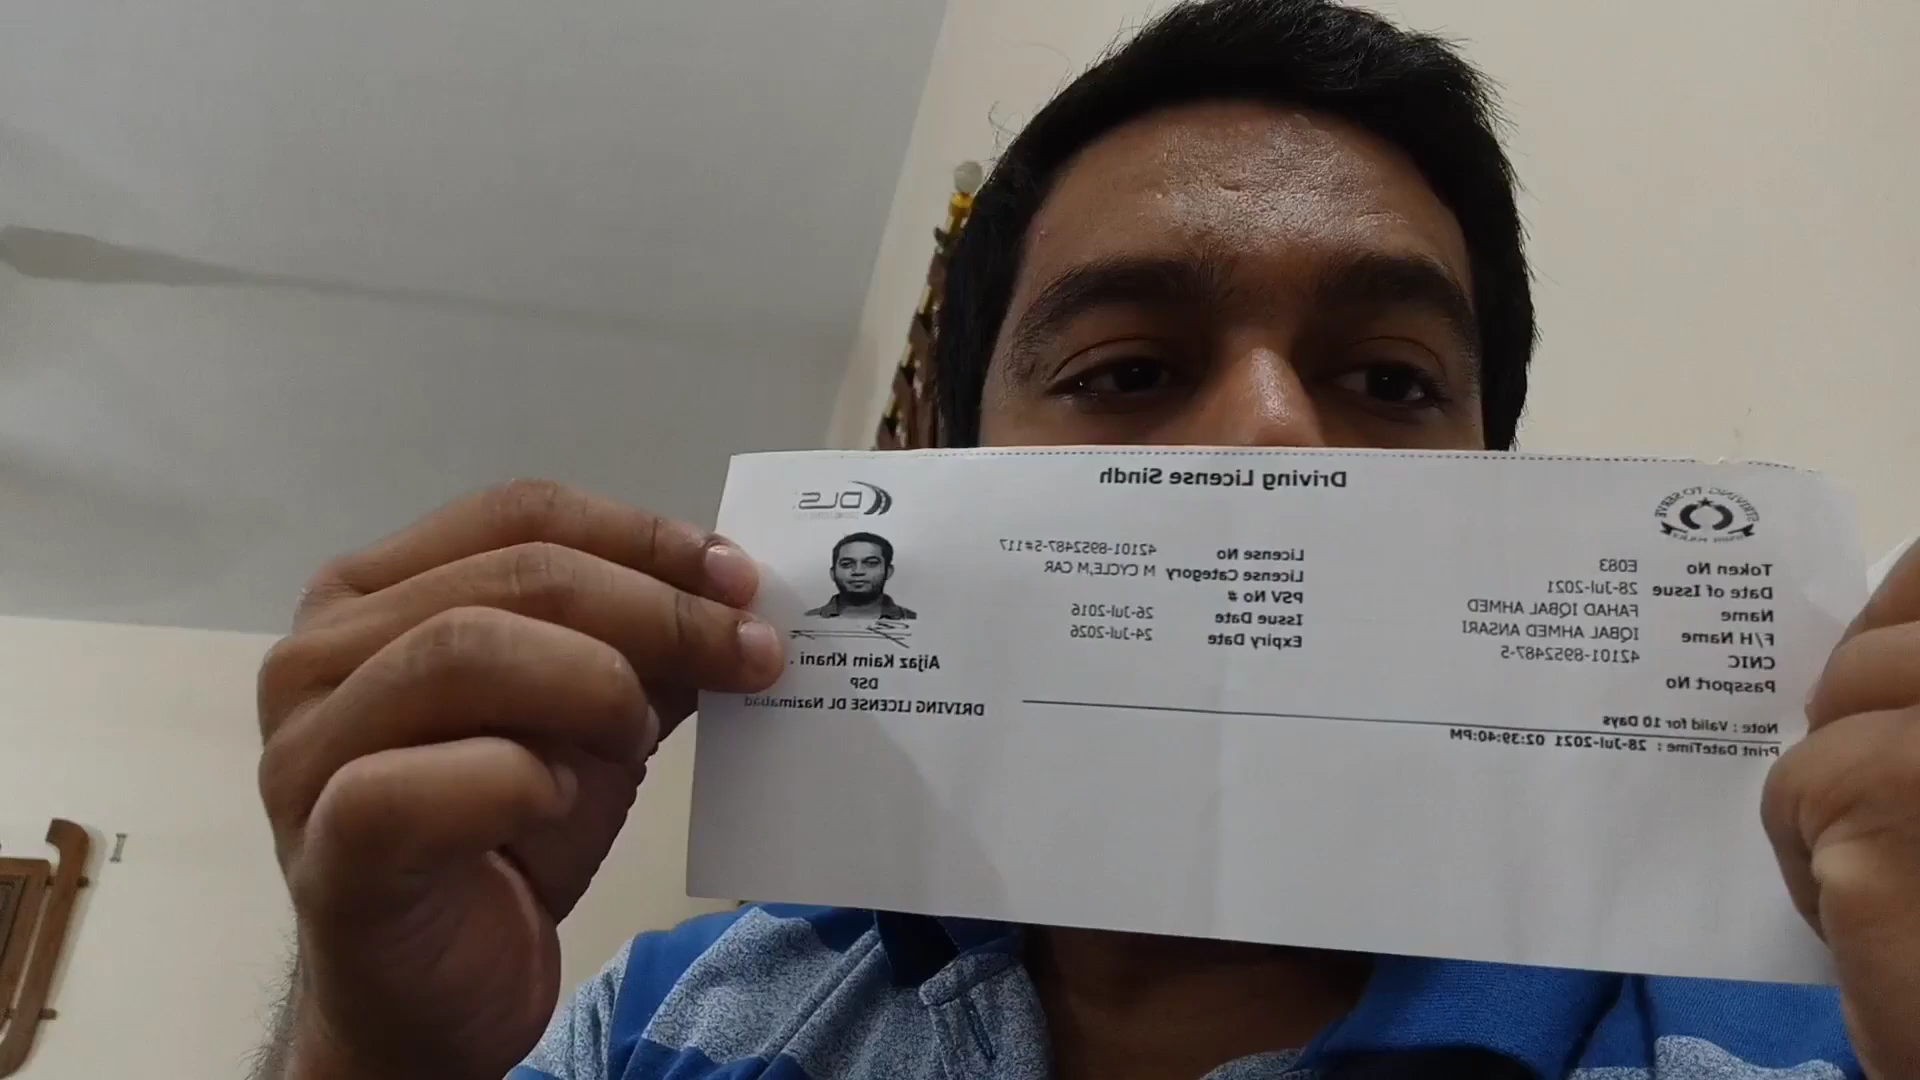 Driving License Sindh
STRIVING TO SERVE
Token No E083
Date of Issue 28-Jul-2021
Name FAHAD IQBAL AHMED
F/H Name IQBAL AHMED ANSARI
CNIC 42101-8952487-5
Passport No
License No 42101-8952487-5#117
License Category M CYCLE,M CAR
PSV No #
Issue Date 26-Jul-2016
Expiry Date 24-Jul-2026
DLS
Aijaz Kaim Khani .
DSP
DRIVING LICENSE DL Nazimabad
Note : Valid for 10 Days
Print DateTime : 28-Jul-2021 02:39:40:PM